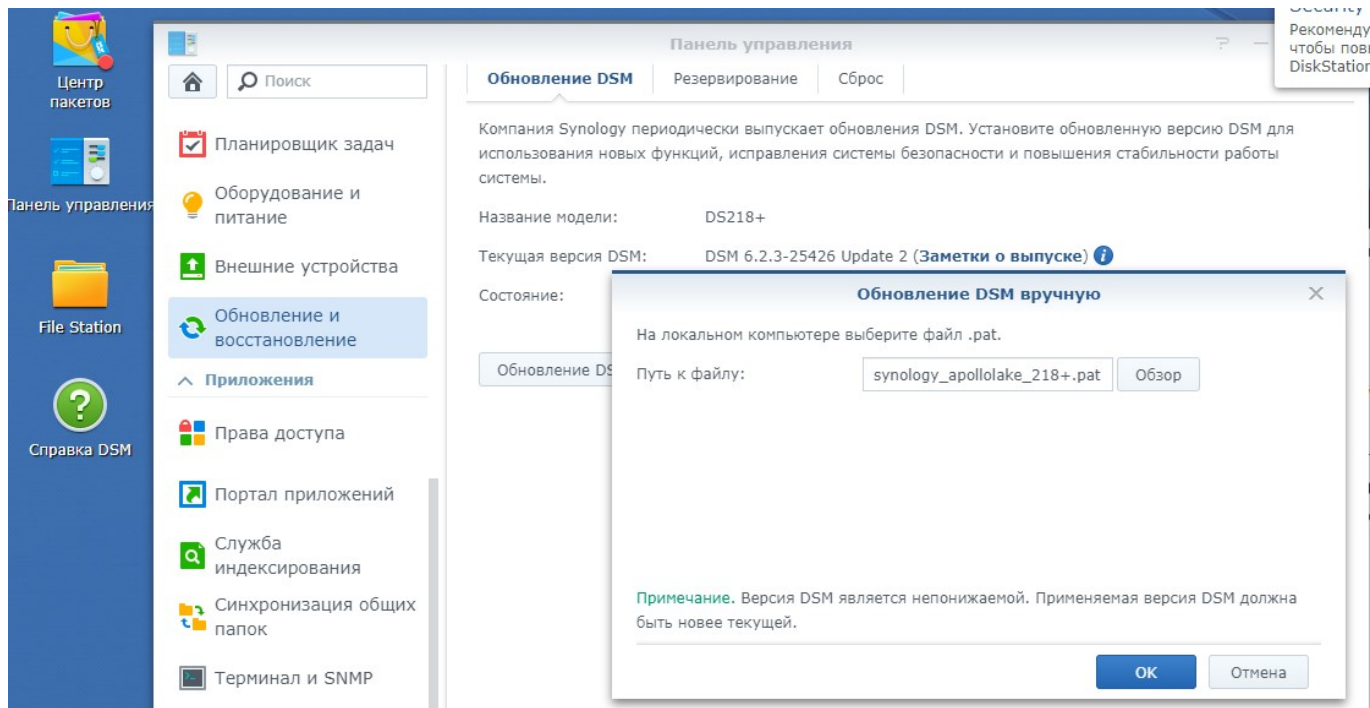 Центр
пакетов
Панель управления
File Station
Справка DSM
Панель управления
?
Поиск
Планировщик задач
Оборудование и
питание
Внешние устройства
Обновление и
восстановление
Приложения
Права доступа
Портал приложений
Служба
индексирования
Синхронизация общих
папок
Терминал и SNMP
Обновление DSM
Резервирование
Сброс
Компания Synology периодически выпускает обновления DSM. Установите обновленную версию DSM для
использования новых функций, исправления системы безопасности и повышения стабильности работы
системы.
Название модели: DS218+
Текущая версия DSM: DSM 6.2.3-25426 Update 2 (Заметки о выпуске)
Состояние:
Обновление DS
Обновление DSM вручную
На локальном компьютере выберите файл .pat.
Путь к файлу: synology_apollolake_218+.pat Обзор
Примечание. Версия DSM является непонижаемой. Применяемая версия DSM должна
быть новее текущей.
OK Отмена
Security
Рекоменду
чтобы пов
DiskStation